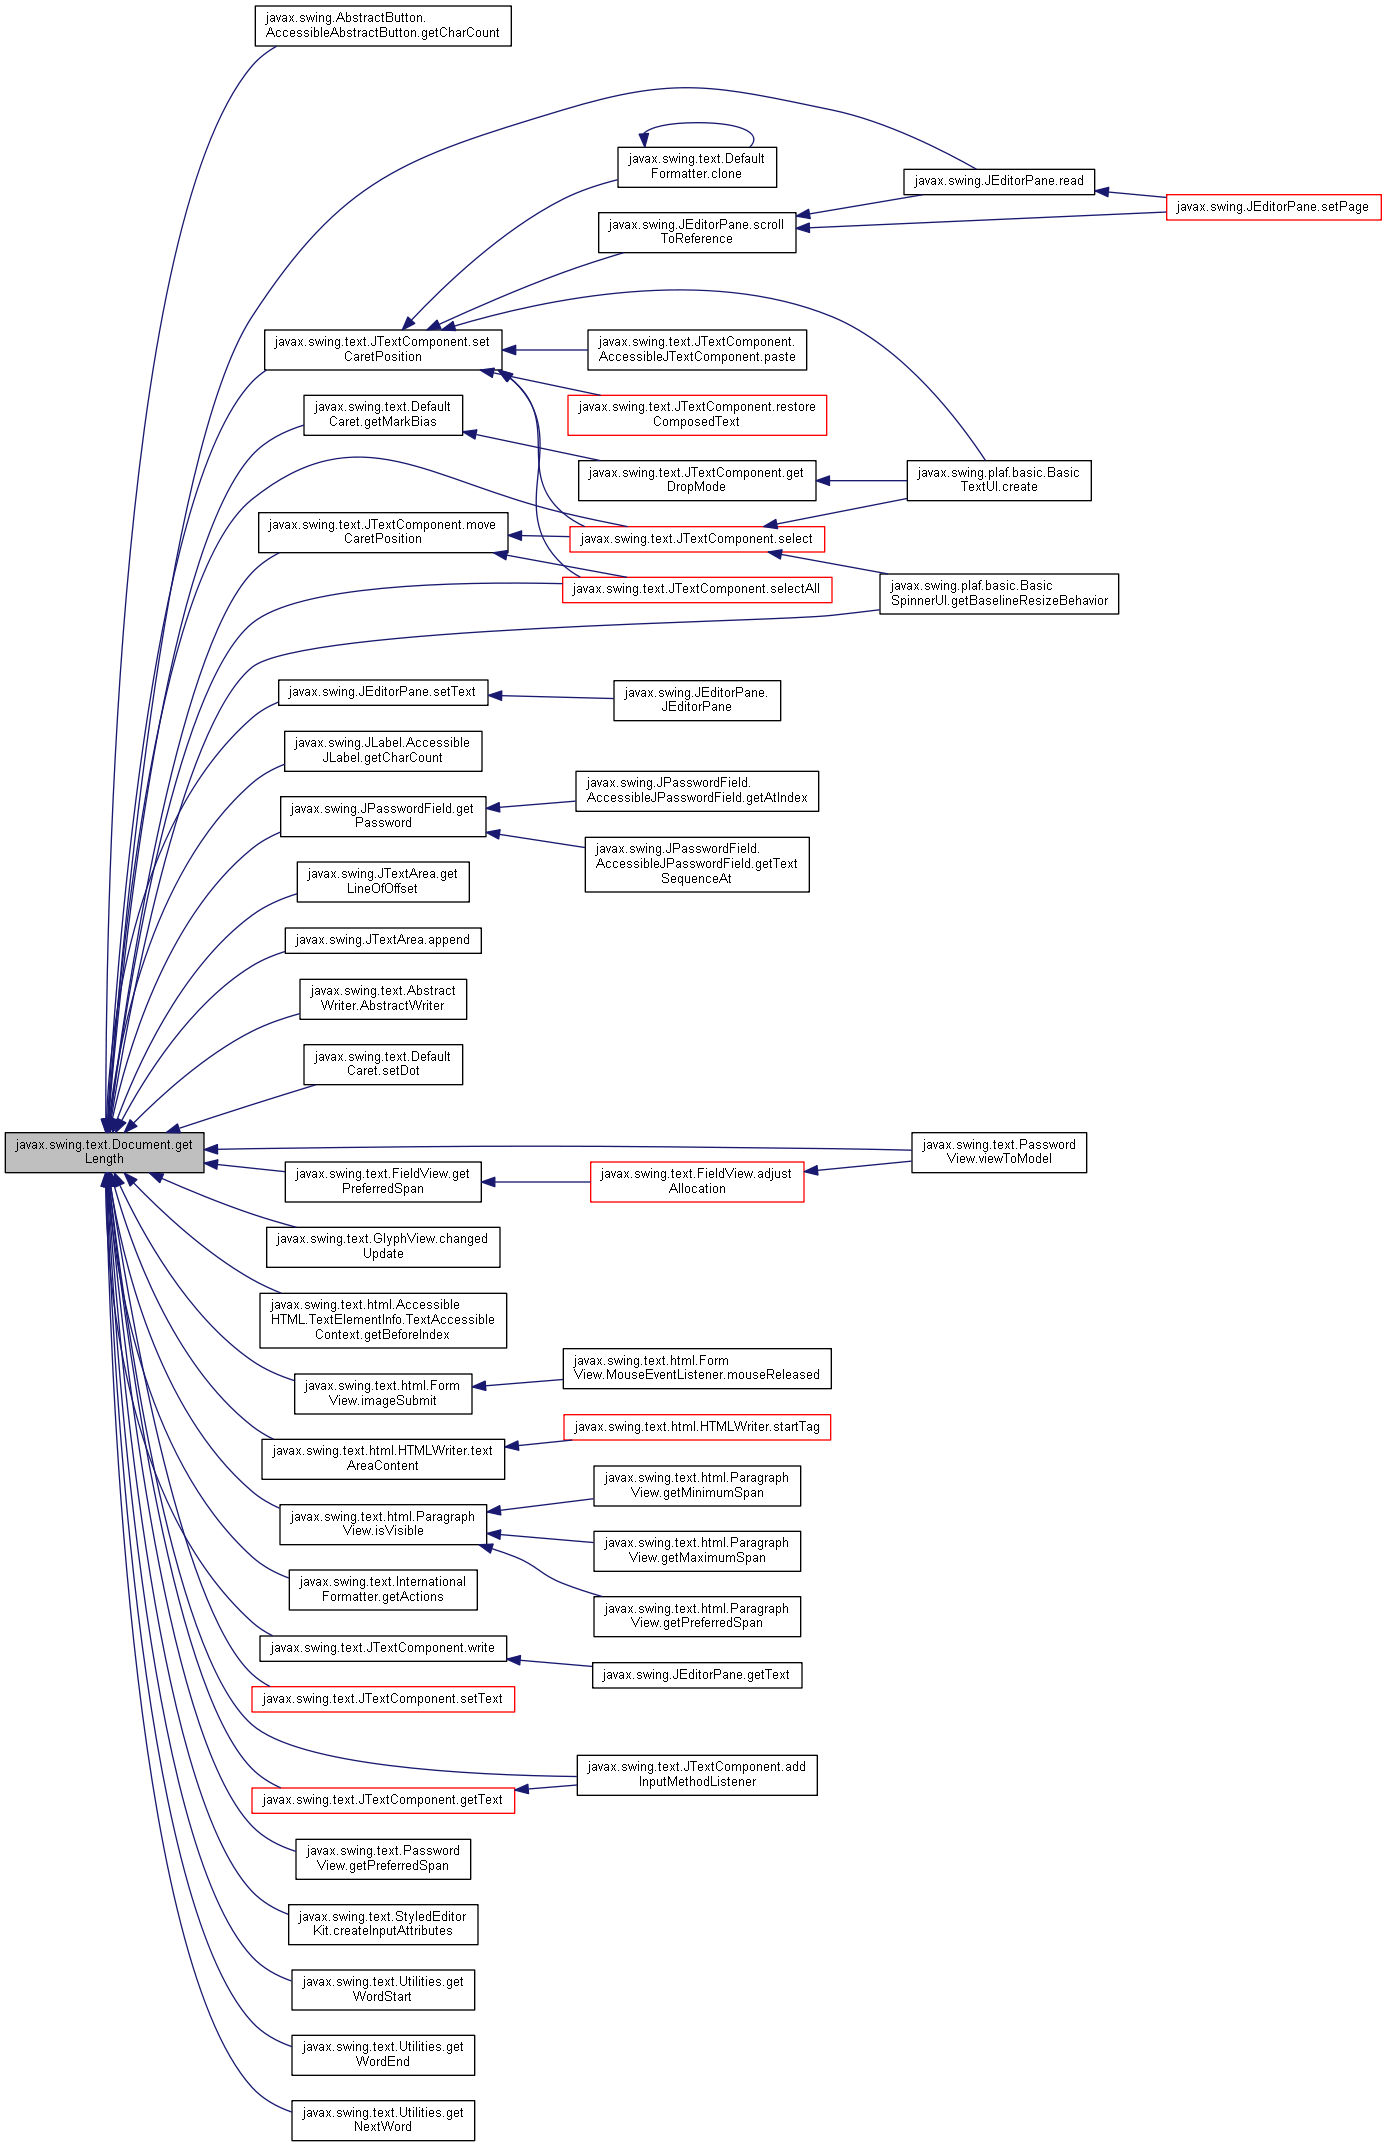 javax.swing.AbstractButton.
AccessibleAbstractButton.getCharCount
javax.swing.text.Default
Formatter.clone
javax.swing.JEditorPane.read
javax.swing.JEditorPane.setPage
javax.swing.JEditorPane.scroll
ToReference
javax.swing.text.JTextComponent.set
CaretPosition
javax.swing.text.JTextComponent.
AccessibleJTextComponent.paste
javax.swing.text.JTextComponent.restore
ComposedText
javax.swing.text.Default
Caret.getMarkBias
javax.swing.text.JTextComponent.get
DropMode
javax.swing.plaf.basic.Basic
TextUI.create
javax.swing.text.JTextComponent.move
CaretPosition
javax.swing.text.JTextComponent.select
javax.swing.text.JTextComponent.selectAll
javax.swing.plaf.basic.Basic
SpinnerUI.getBaselineResizeBehavior
javax.swing.JEditorPane.setText
javax.swing.JEditorPane.
JEditorPane
javax.swing.JLabel.Accessible
JLabel.getCharCount
javax.swing.JPasswordField.get
Password
javax.swing.JPasswordField.
AccessibleJPasswordField.getAtIndex
javax.swing.JPasswordField.
AccessibleJPasswordField.getText
SequenceAt
javax.swing.JTextArea.get
LineOfOffset
javax.swing.JTextArea.append
javax.swing.text.Abstract
Writer.AbstractWriter
javax.swing.text.Default
Caret.setDot
javax.swing.text.Document.get
Length
javax.swing.text.Password
View.viewToModel
javax.swing.text.FieldView.get
PreferredSpan
javax.swing.text.FieldView.adjust
Allocation
javax.swing.text.GlyphView.changed
Update
javax.swing.text.html.Accessible
HTML.TextElementInfo.TextAccessible
Context.getBeforeIndex
javax.swing.text.html.Form
View.imageSubmit
javax.swing.text.html.Form
View.MouseEventListener.mouseReleased
javax.swing.text.html.HTMLWriter.text
AreaContent
javax.swing.text.html.HTMLWriter.startTag
javax.swing.text.html.Paragraph
View.isVisible
javax.swing.text.html.Paragraph
View.getMinimumSpan
javax.swing.text.html.Paragraph
View.getMaximumSpan
javax.swing.text.html.Paragraph
View.getPreferredSpan
javax.swing.text.International
Formatter.getActions
javax.swing.text.JTextComponent.write
javax.swing.JEditorPane.getText
javax.swing.text.JTextComponent.setText
javax.swing.text.JTextComponent.add
InputMethodListener
javax.swing.text.JTextComponent.getText
javax.swing.text.Password
View.getPreferredSpan
javax.swing.text.StyledEditor
Kit.createInputAttributes
javax.swing.text.Utilities.get
WordStart
javax.swing.text.Utilities.get
WordEnd
javax.swing.text.Utilities.get
NextWord